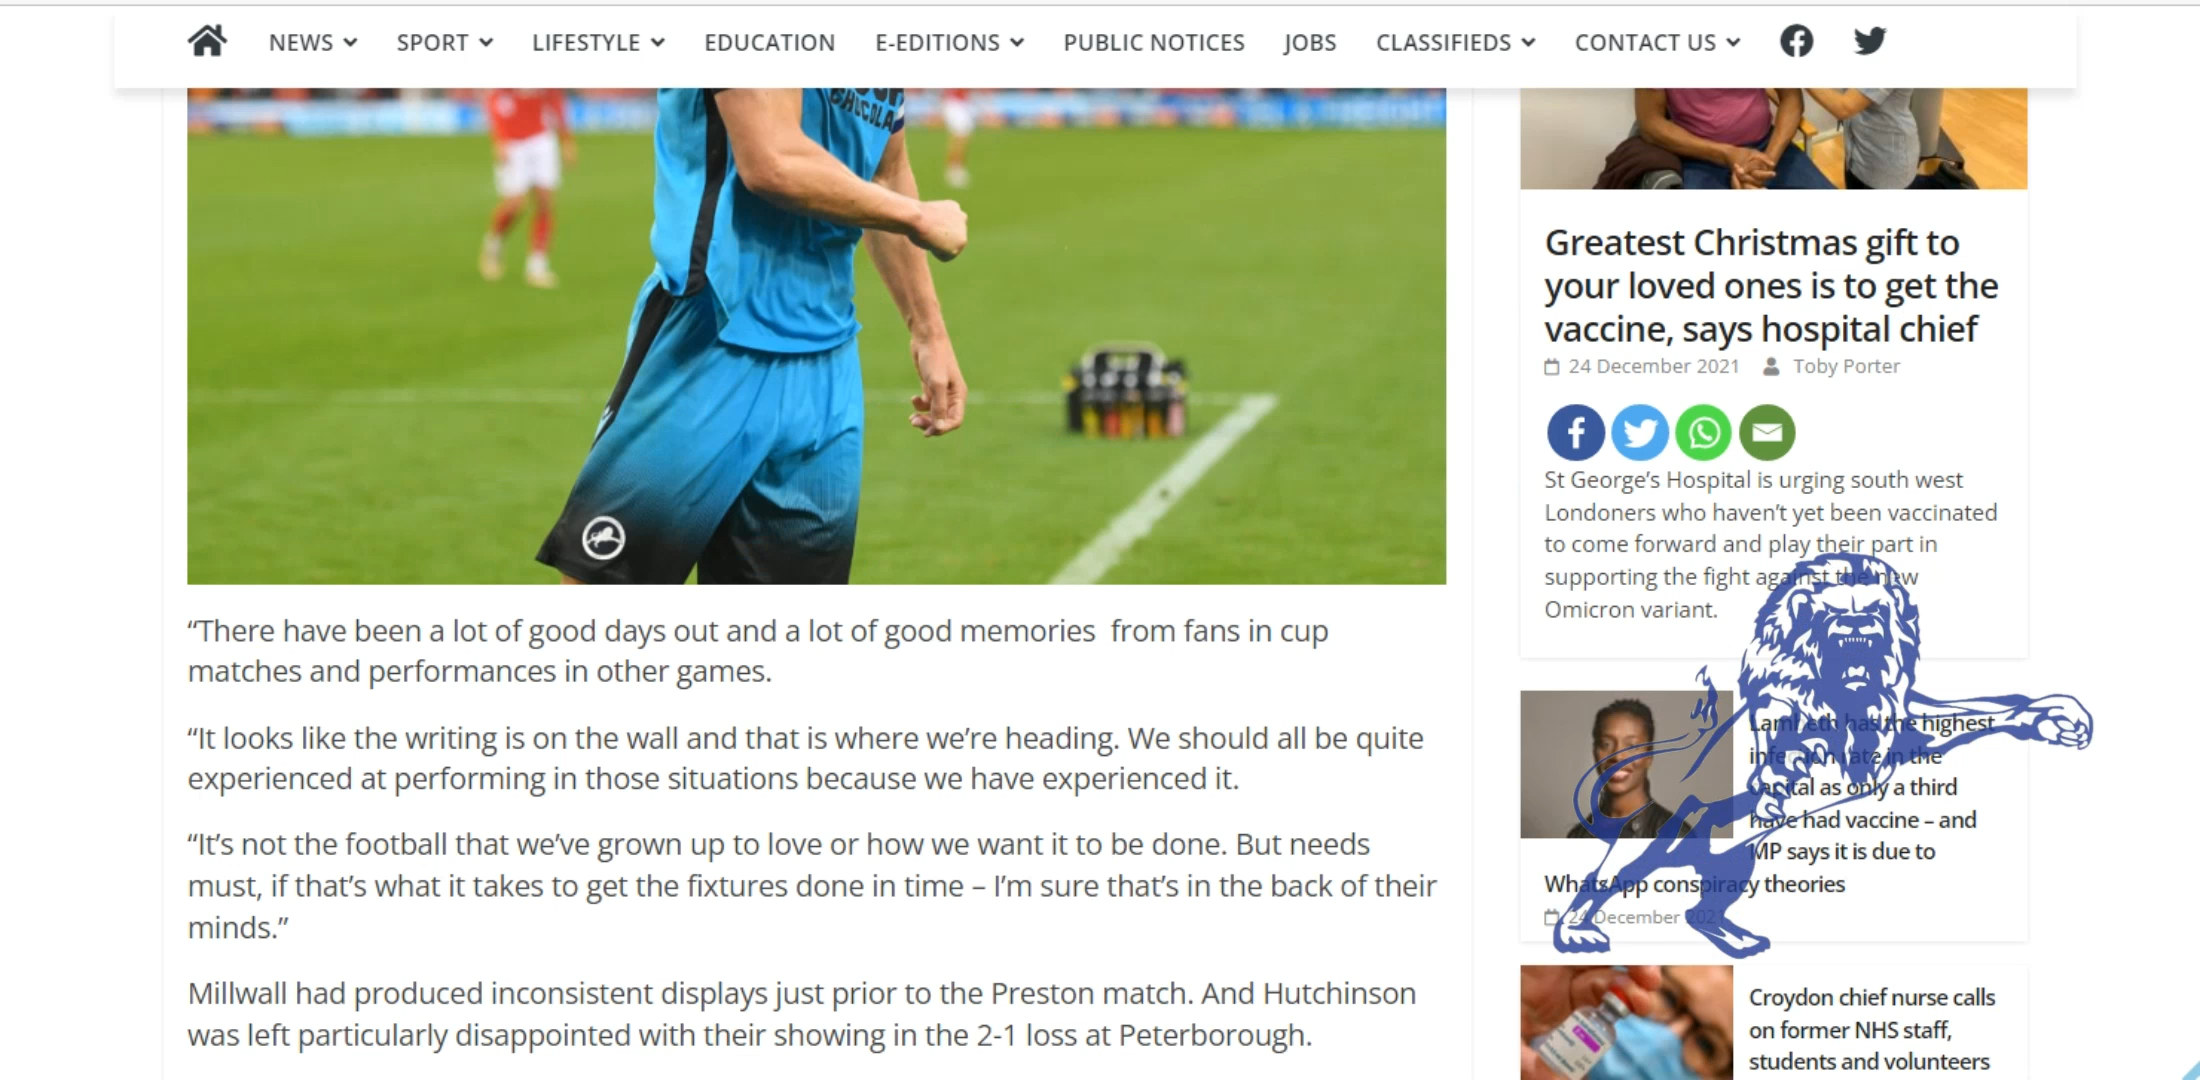 NEWS SPORT LIFESTYLE EDUCATION E-EDITIONS PUBLIC NOTICES JOBS CLASSIFIEDS CONTACT US
“There have been a lot of good days out and a lot of good memories from fans in cup
matches and performances in other games.
“It looks like the writing is on the wall and that is where we’re heading. We should all be quite
experienced at performing in those situations because we have experienced it.
“It’s not the football that we’ve grown up to love or how we want it to be done. But needs
must, if that’s what it takes to get the fixtures done in time – I’m sure that’s in the back of their
minds.”
Millwall had produced inconsistent displays just prior to the Preston match. And Hutchinson
was left particularly disappointed with their showing in the 2-1 loss at Peterborough.
Greatest Christmas gift to
your loved ones is to get the
vaccine, says hospital chief
24 December 2021 Toby Porter
St George’s Hospital is urging south west
Londoners who haven’t yet been vaccinated
to come forward and play their part in
supporting the fight against the new
Omicron variant.
Lambeth has the highest
infection rate in the
capital as only a third
have had vaccine – and
MP says it is due to
WhatsApp conspiracy theories
24 December 2021
Croydon chief nurse calls
on former NHS staff,
students and volunteers